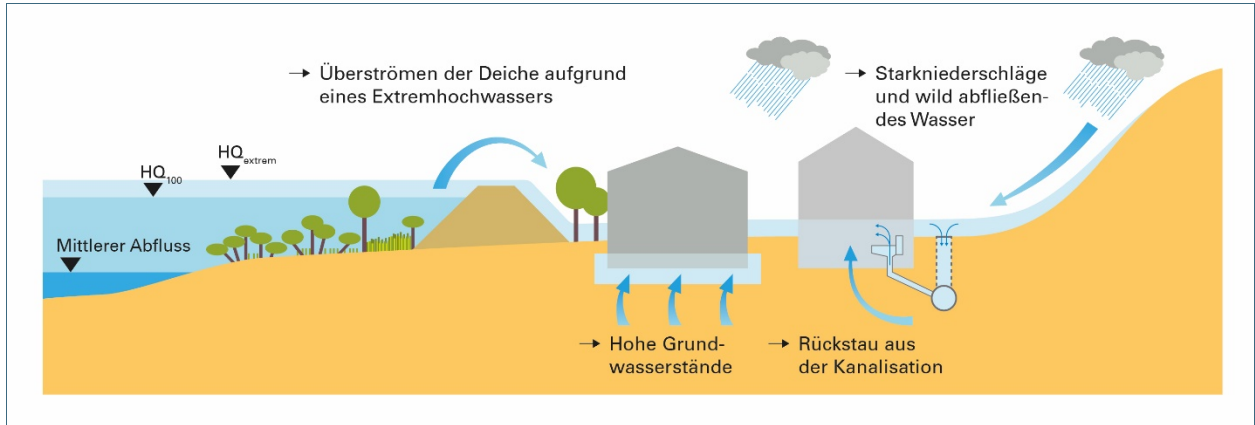 → Überströmen der Deiche aufgrund
eines Extremhochwassers
→ Starkniederschläge
und wild abfließen-
des Wasser
HQextrem
HQ100
Mittlerer Abfluss
→ Hohe Grund-
wasserstände
→ Rückstau aus
der Kanalisation